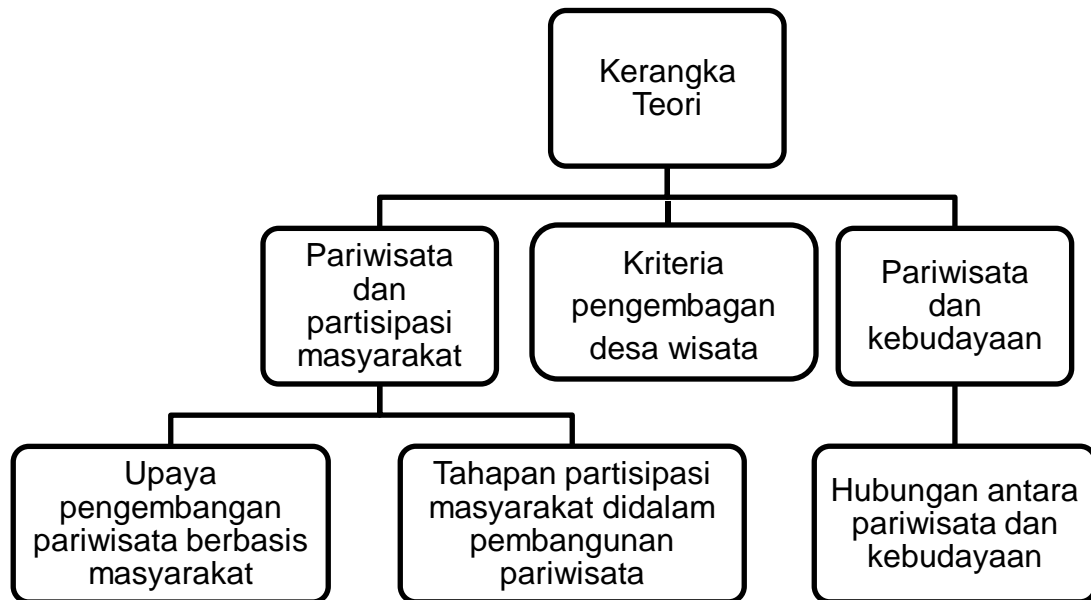 Kerangka
Teori
Pariwisata
dan
partisipasi
masyarakat
Kriteria
pengembagan
desa wisata
Pariwisata
dan
kebudayaan
Upaya
pengembangan
pariwisata berbasis
masyarakat
Tahapan partisipasi
masyarakat didalam
pembangunan
pariwisata
Hubungan antara
pariwisata dan
kebudayaan